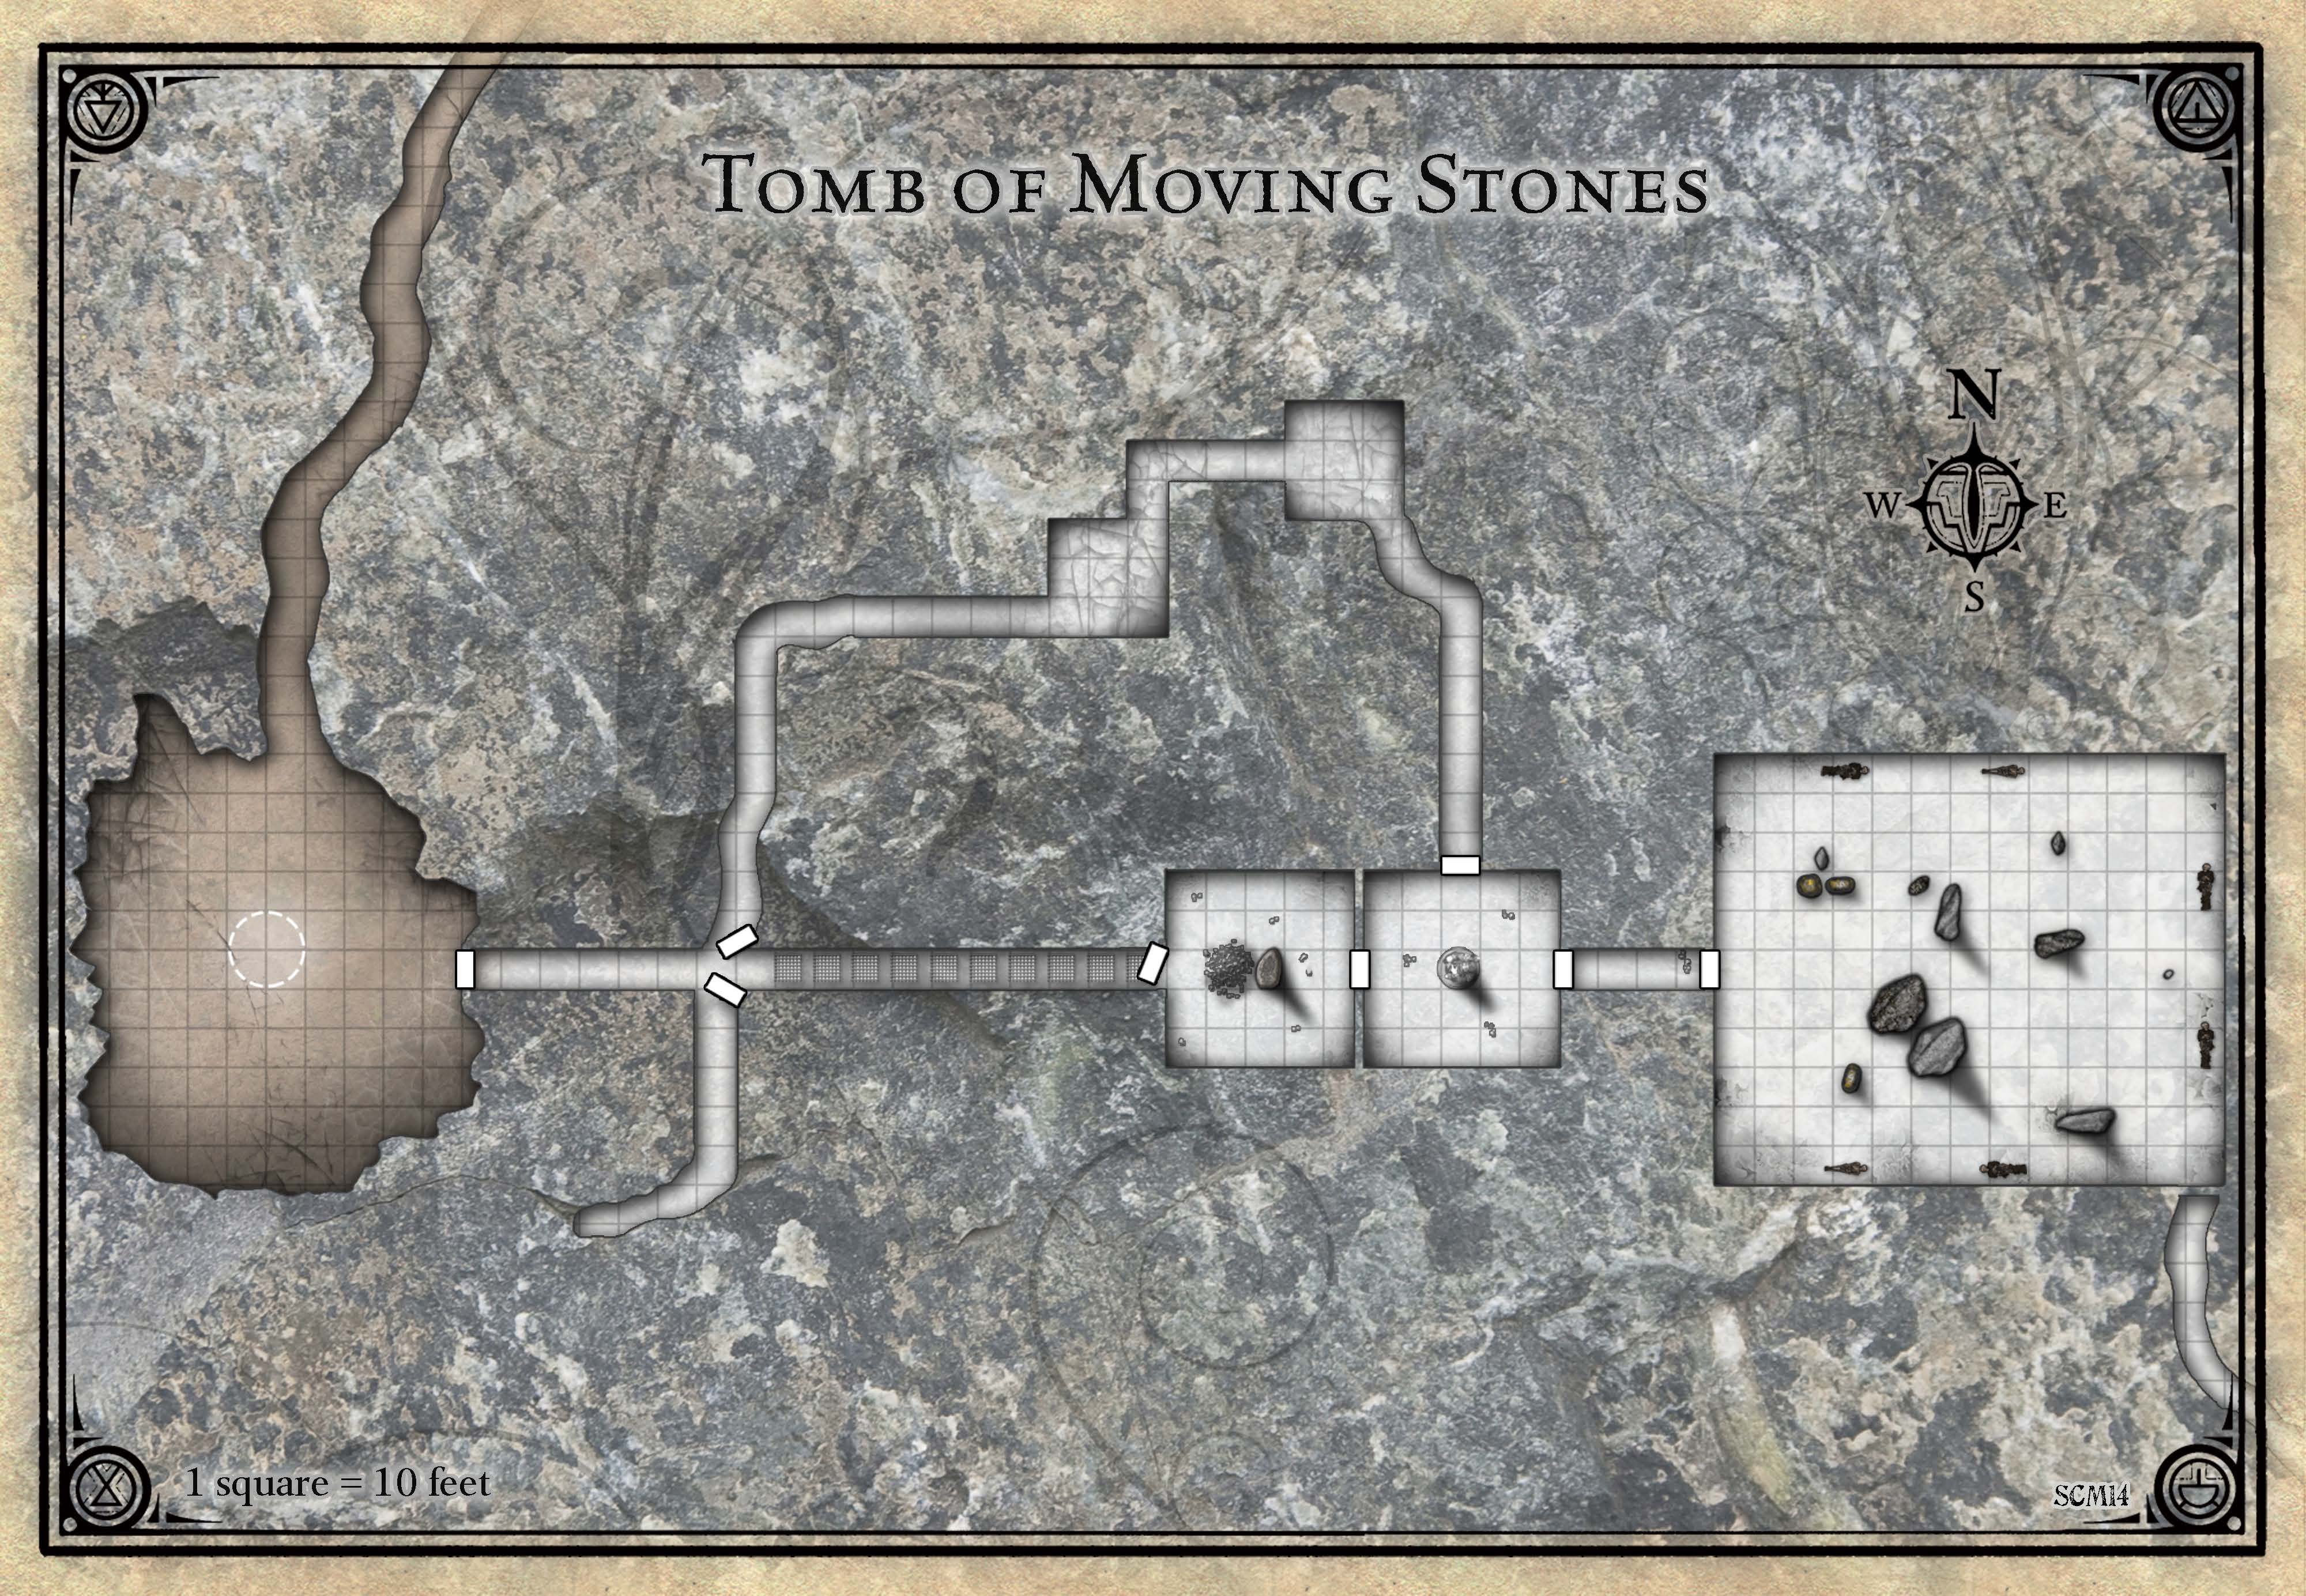 Tomb of Moving Stones
N
W E
S
1 square = 10 feet
SCM14